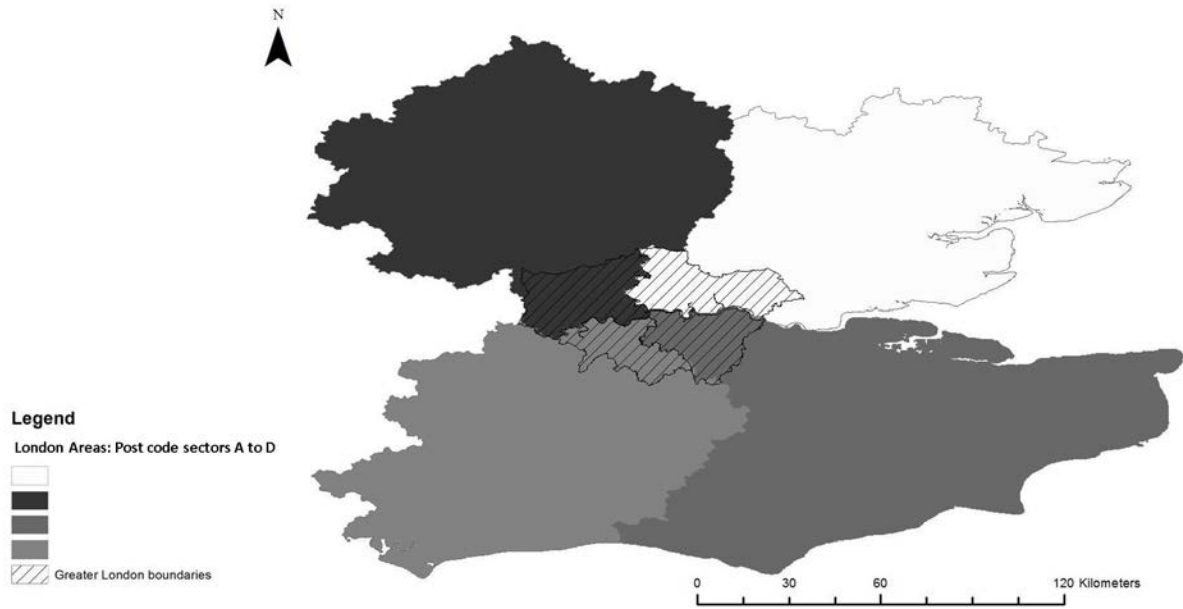 N
Legend
London Areas: Post code sectors A to D
Greater London boundaries
0 30 60 120 Kilometers